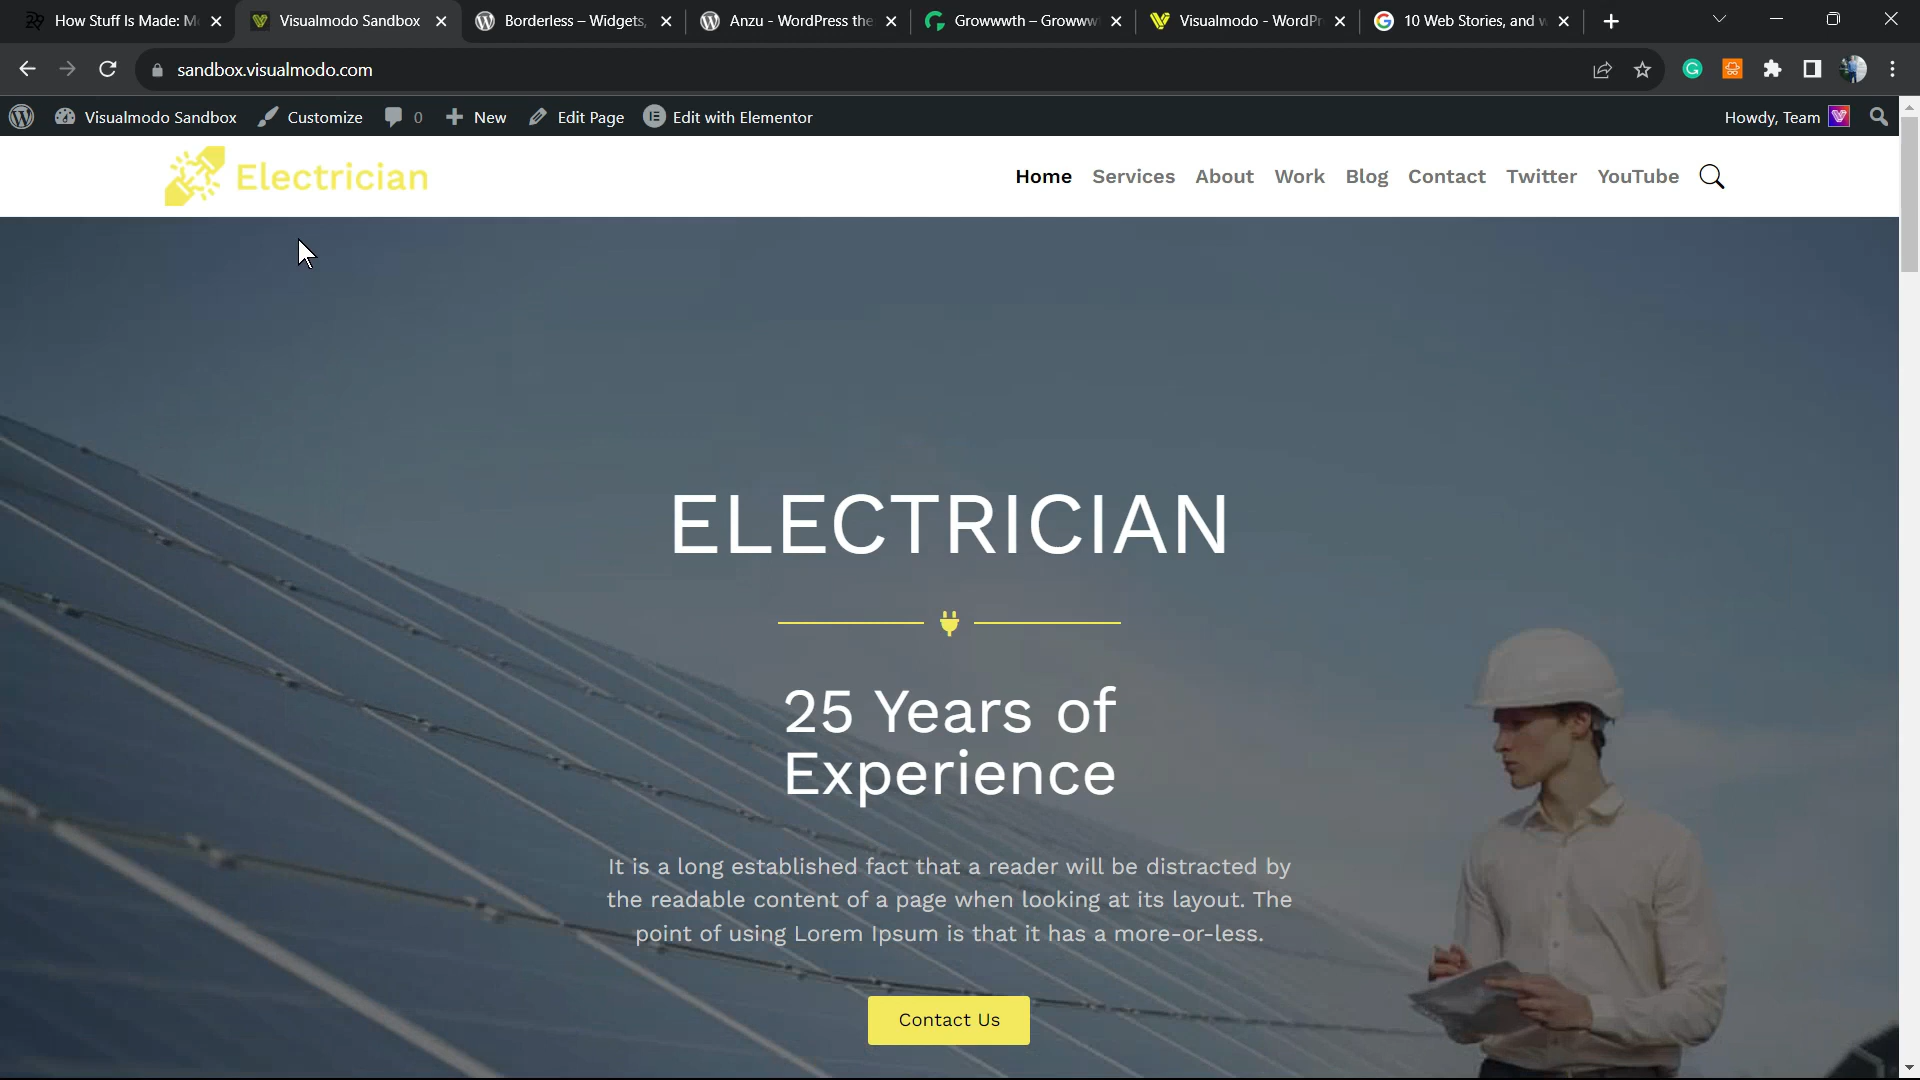 How Stuff Is Made: M
Visualmodo Sandbox
Borderless – Widgets,
Anzu - WordPress the
Growwwth – Growww
Visualmodo - WordPr
10 Web Stories, and w
sandbox.visualmodo.com
Visualmodo Sandbox
Customize
0
New
Edit Page
Edit with Elementor
Howdy, Team
Electrician
Home Services About Work Blog Contact Twitter YouTube
ELECTRICIAN
25 Years of
Experience
It is a long established fact that a reader will be distracted by
the readable content of a page when looking at its layout. The
point of using Lorem Ipsum is that it has a more-or-less.
Contact Us